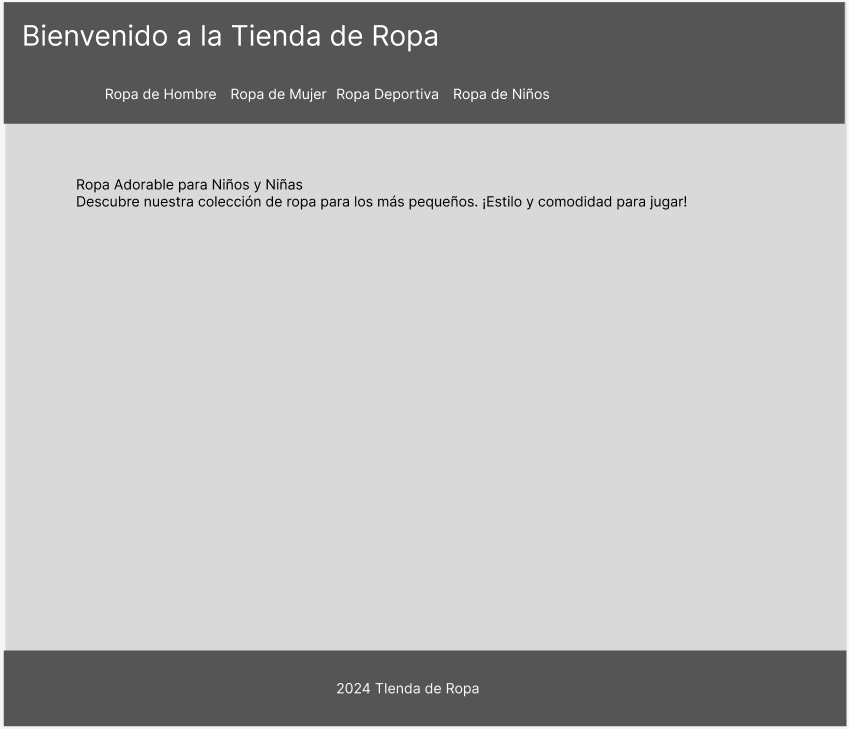 Bienvenido a la Tienda de Ropa
Ropa de Hombre Ropa de Mujer Ropa Deportiva Ropa de Niños
Ropa Adorable para Niños y Niñas
Descubre nuestra colección de ropa para los más pequeños. ¡Estilo y comodidad para jugar!
2024 TIenda de Ropa